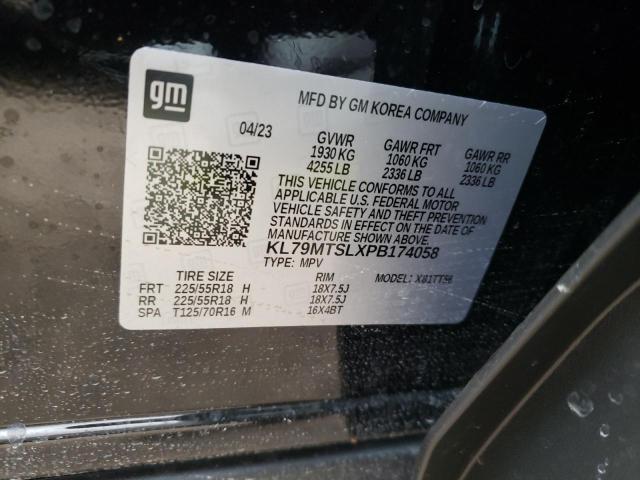 gm
MFD BY GM KOREA COMPANY
04/23 GVWR GAWR FRT GAWR RR
1930 KG 1060 KG 1060 KG
4255 LB 2336 LB 2336 LB
THIS VEHICLE CONFORMS TO ALL
APPLICABLE U.S. FEDERAL MOTOR
VEHICLE SAFETY AND THEFT PREVENTION
STANDARDS IN EFFECT ON THE DATE OF
MANUFACTURE SHOWN ABOVE.
KL79MTSLXPB174058
TYPE: MPV MODEL:
TIRE SIZE RIM
FRT 225/55R18 H 18X7.5J
RR 225/55R18 H 18X7.5J
SPA T125/70R16 M 16X4BT